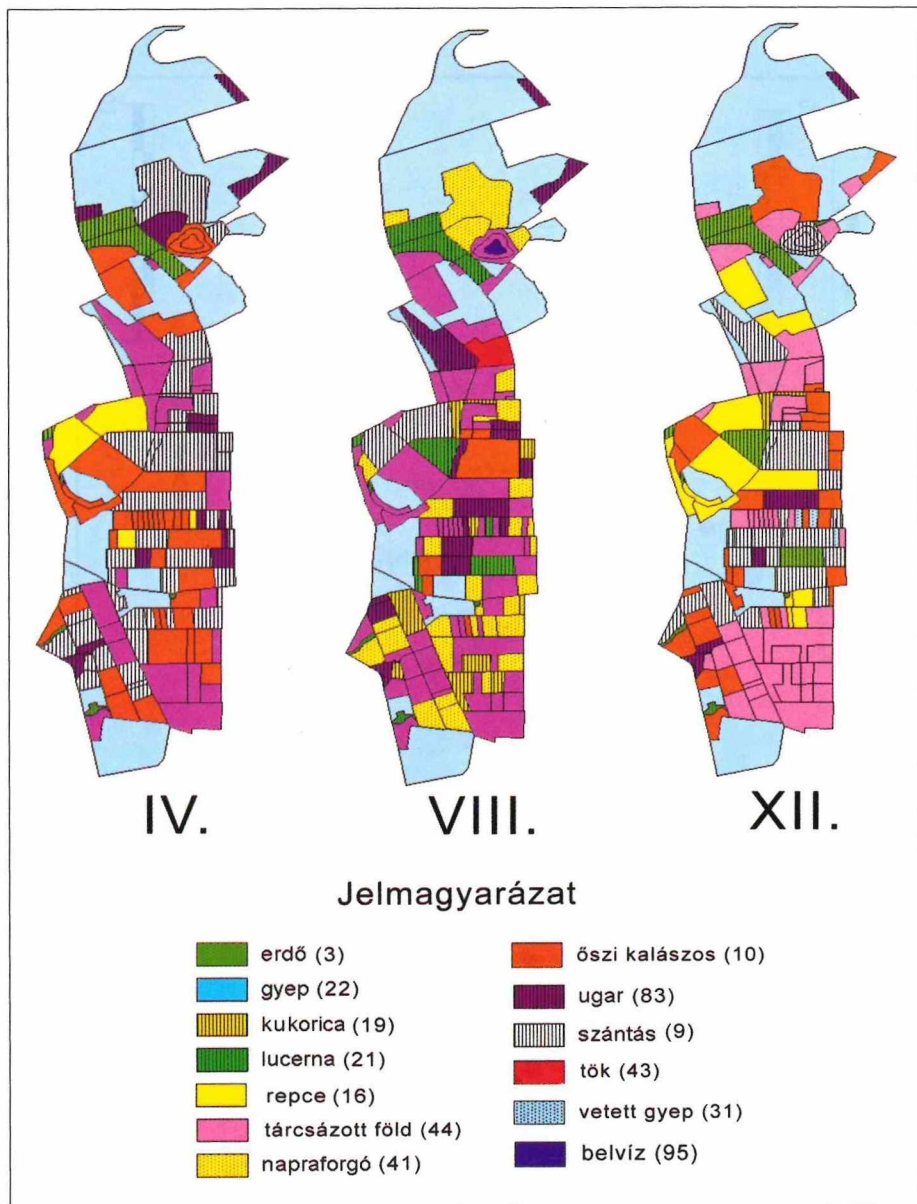 IV. VIII. XII.
Jelmagyarázat
erdő (3)
gyep (22)
kukorica (19)
lucerna (21)
repce (16)
tárcsázott föld (44)
napraforgó (41)
őszi kalászos (10)
ugar (83)
szántás (9)
tök (43)
vetett gyep (31)
belvíz (95)